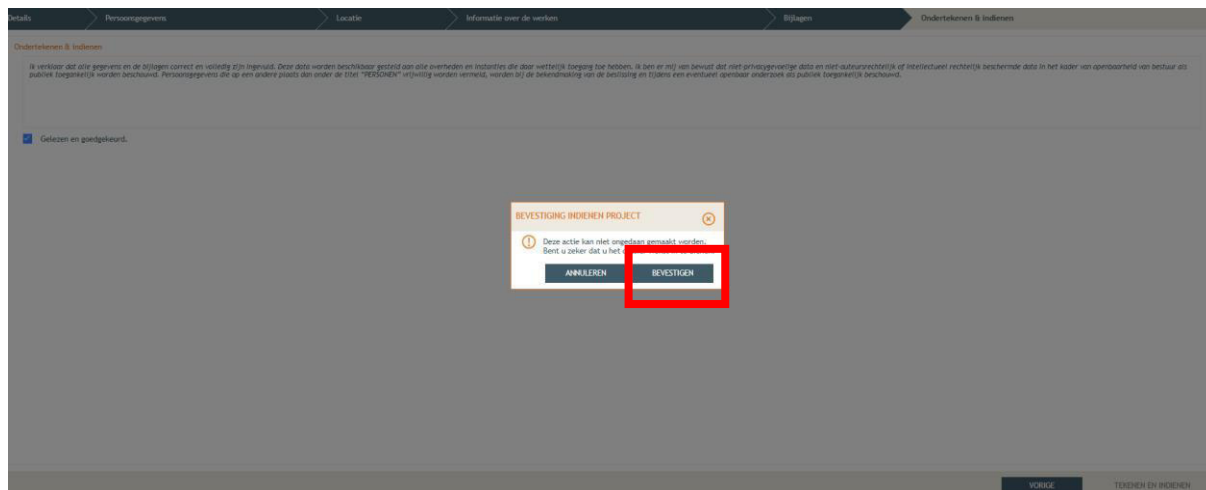 Details
Persoonsgegevens
Locatie
Informatie over de werken
Bijlagen
Ondertekenen & indienen
Ondertekenen & indienen
Ik verklaar dat alle gegevens en de bijlagen correct en volledig zijn ingevuld. Deze data worden beschikbaar gesteld aan alle overheden en instanties die daar wettelijk toegang toe hebben. Ik ben er mij van bewust dat niet-privacygevoelige data en niet-auteursrechtelijk of intellectueel rechtelijk beschermde data in het kader van openbaarheid van bestuur als
publiek toegankelijk worden beschouwd. Persoonsgegevens die op een andere plaats dan onder de titel "PERSONEN" vrijwillig worden vermeld, worden bij de bekendmaking van de beslissing en tijdens een eventueel openbaar onderzoek als publiek toegankelijk beschouwd.
Gelezen en goedgekeurd.
BEVESTIGING INDIENEN PROJECT
Deze actie kan niet ongedaan gemaakt worden.
Bent u zeker dat u het
ANNULEREN
BEVESTIGEN
VORIGE
TEKENEN EN INDIENEN